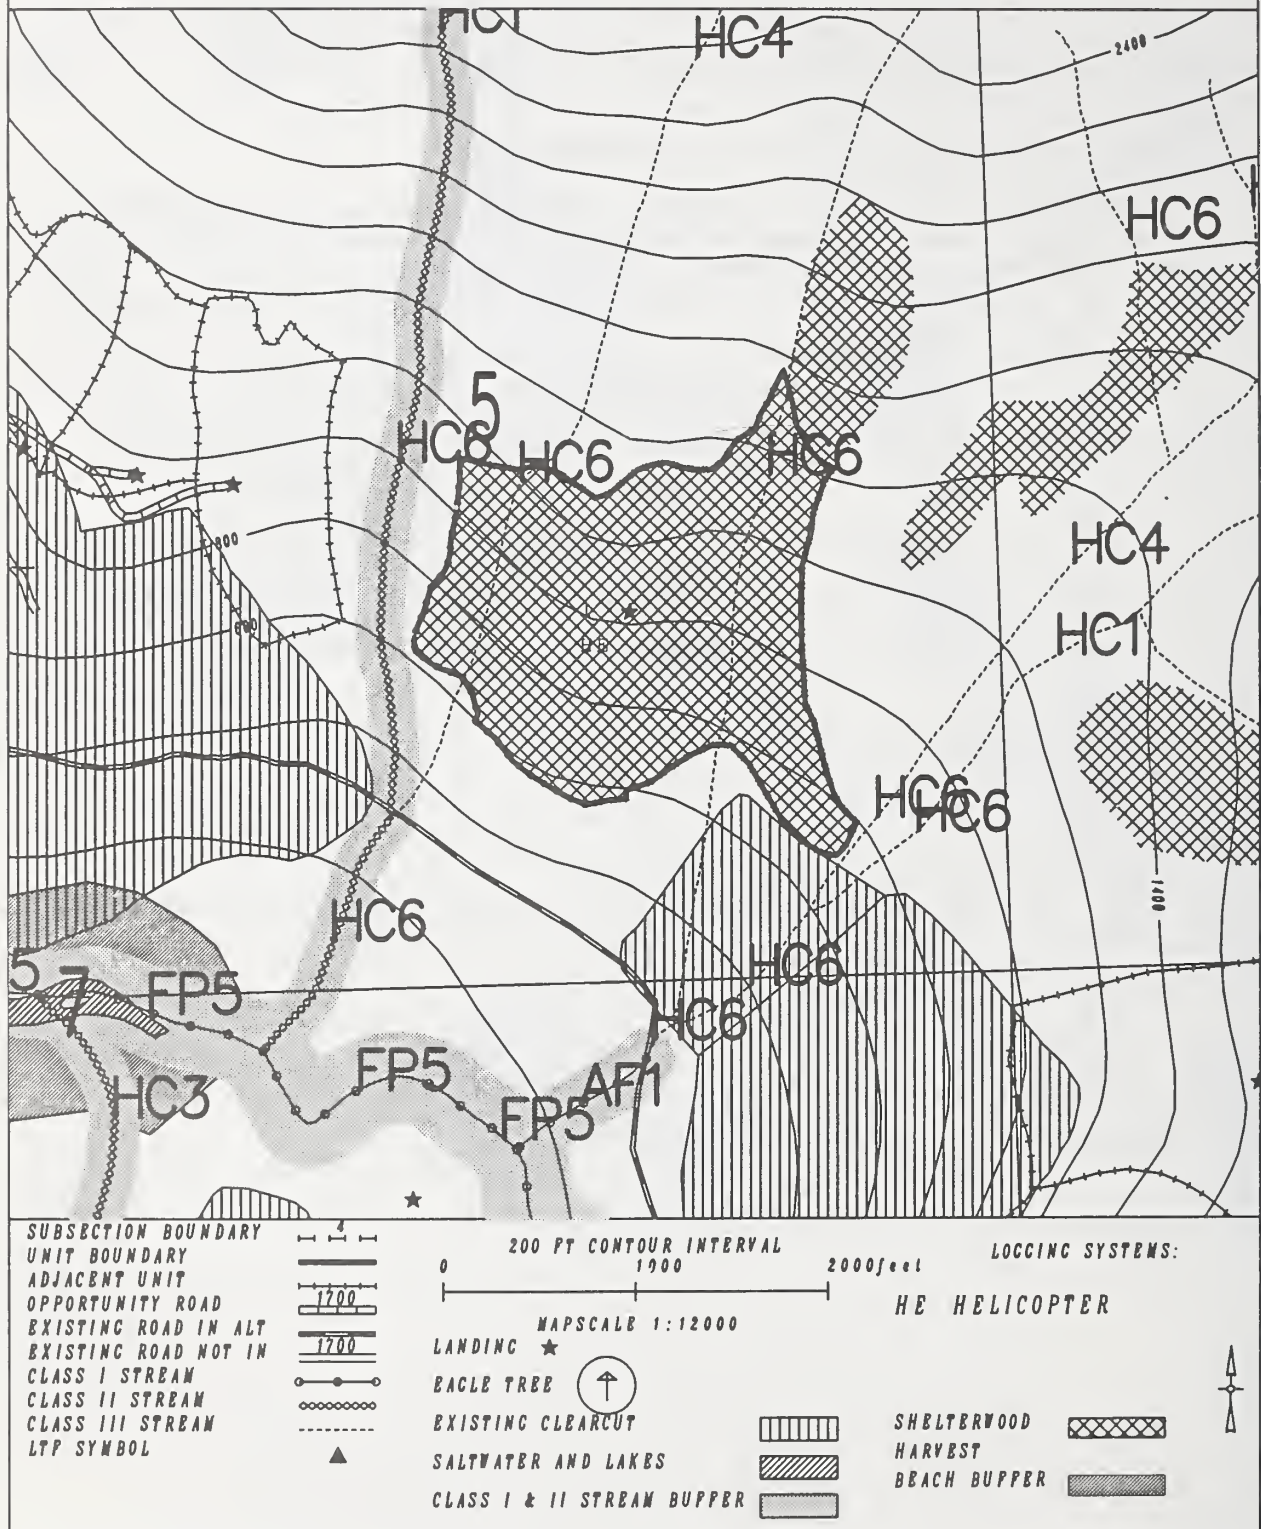 HC1
HC4
2400
HC6
5
HC6
HC6
HC6
HC4
800
HC1
HE
HC6
HC6
1400
HC6
HC6
5
7
FP5
HC6
FP5
AF1
HC3
FP5
SUBSECTION BOUNDARY
4
UNIT BOUNDARY
ADJACENT UNIT
OPPORTUNITY ROAD
1700
EXISTING ROAD IN ALT
EXISTING ROAD NOT IN
1700
CLASS I STREAM
CLASS II STREAM
CLASS III STREAM
LTF SYMBOL
200 FT CONTOUR INTERVAL
0 1000 2000feet
MAPSCALE 1:12000
LANDING
EAGLE TREE
EXISTING CLEARCUT
SALTWATER AND LAKES
CLASS I & II STREAM BUFFER
LOGGING SYSTEMS:
HE HELICOPTER
SHELTERWOOD
HARVEST
BEACH BUFFER